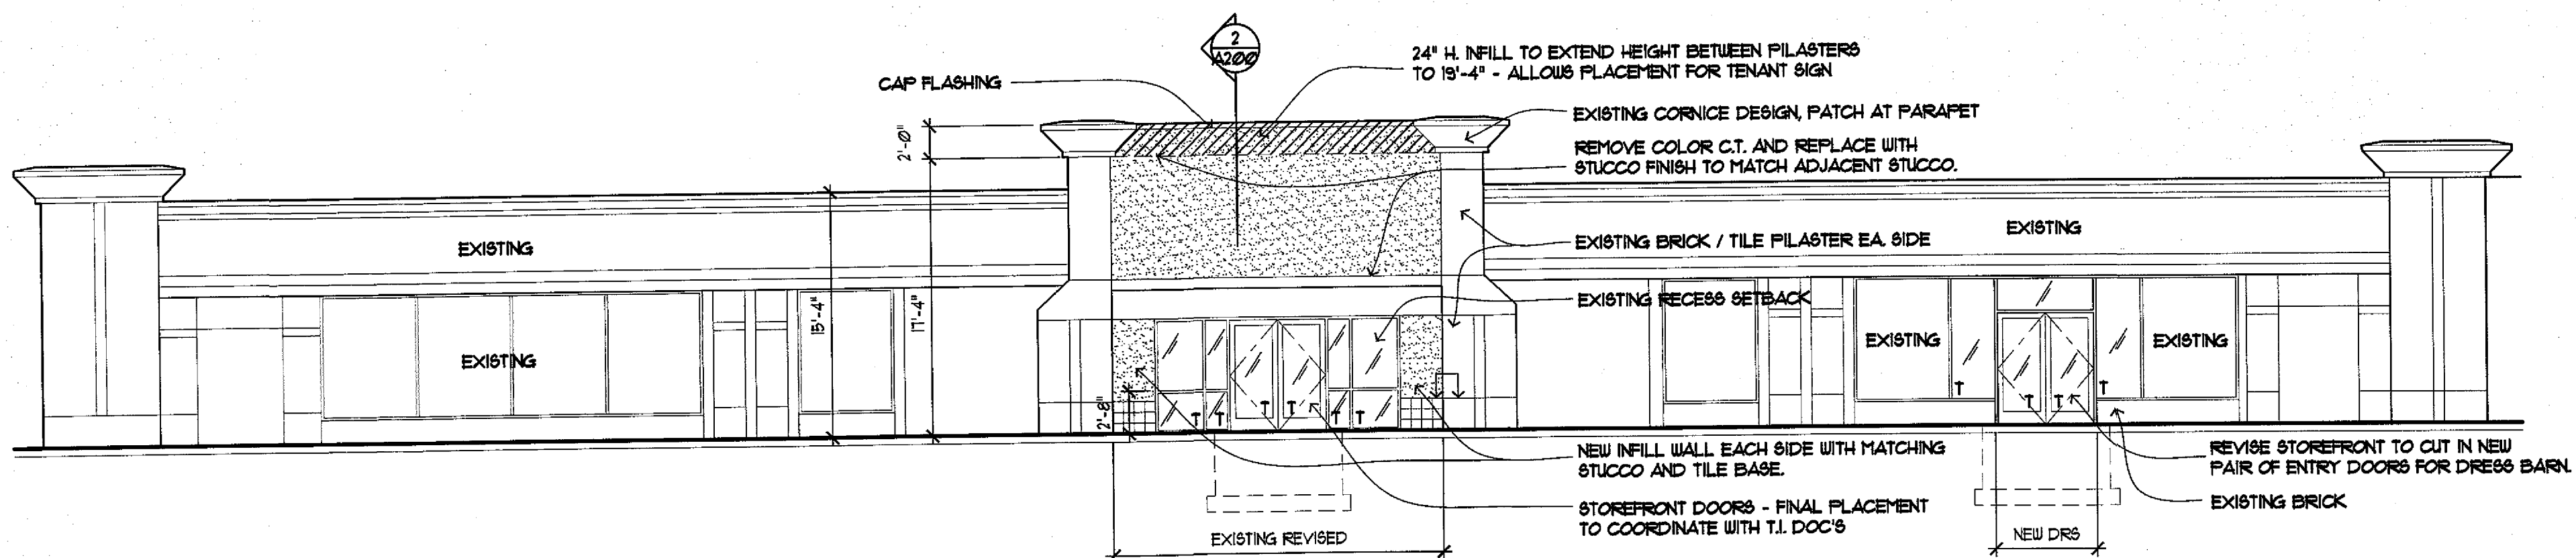 2
A200
24" H. INFILL TO EXTEND HEIGHT BETWEEN PILASTERS
TO 19'-4" - ALLOWS PLACEMENT FOR TENANT SIGN
CAP FLASHING
EXISTING CORNICE DESIGN, PATCH AT PARAPET
2'-0"
REMOVE COLOR C.T. AND REPLACE WITH
STUCCO FINISH TO MATCH ADJACENT STUCCO.
EXISTING
EXISTING BRICK / TILE PILASTER EA. SIDE
EXISTING
15'-4"
17'-4"
EXISTING RECESS SETBACK
EXISTING
EXISTING
EXISTING
2'-8"
T
T
T
T
T
T
T
T
T
T
NEW INFILL WALL EACH SIDE WITH MATCHING
STUCCO AND TILE BASE.
REVISE STOREFRONT TO CUT IN NEW
PAIR OF ENTRY DOORS FOR DRESS BARN.
EXISTING BRICK
STOREFRONT DOORS - FINAL PLACEMENT
TO COORDINATE WITH T.I. DOC'S
EXISTING REVISED
NEW DRS